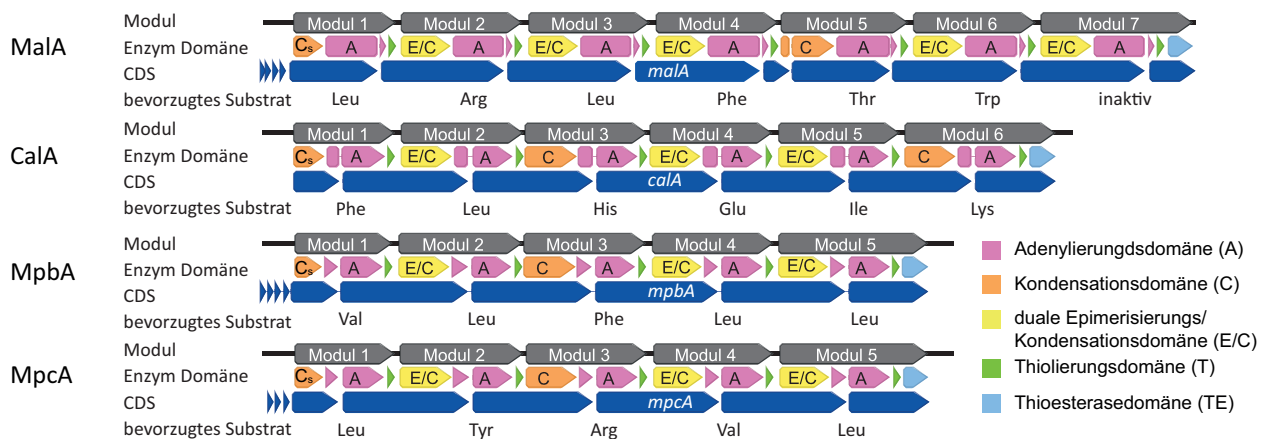 Modul Modul 1 Modul 2 Modul 3 Modul 4 Modul 5 Modul 6 Modul 7
MalA Enzym Domäne Cs A E/C A E/C A E/C A C A E/C A E/C A
CDS malA
bevorzugtes Substrat Leu Arg Leu Phe Thr Trp inaktiv
Modul Modul 1 Modul 2 Modul 3 Modul 4 Modul 5 Modul 6
CalA Enzym Domäne Cs A E/C A C A E/C A E/C A C A
CDS calA
bevorzugtes Substrat Phe Leu His Glu Ile Lys
Modul Modul 1 Modul 2 Modul 3 Modul 4 Modul 5
MpbA Enzym Domäne Cs A E/C A C A E/C A E/C A
CDS mpbA
bevorzugtes Substrat Val Leu Phe Leu Leu
Modul Modul 1 Modul 2 Modul 3 Modul 4 Modul 5
MpcA Enzym Domäne Cs A E/C A C A E/C A E/C A
CDS mpcA
bevorzugtes Substrat Leu Tyr Arg Val Leu
Adenylierungdsdomäne (A)
Kondensationsdomäne (C)
duale Epimerisierungs/
Kondensationsdomäne (E/C)
Thiolierungsdomäne (T)
Thioesterasedomäne (TE)